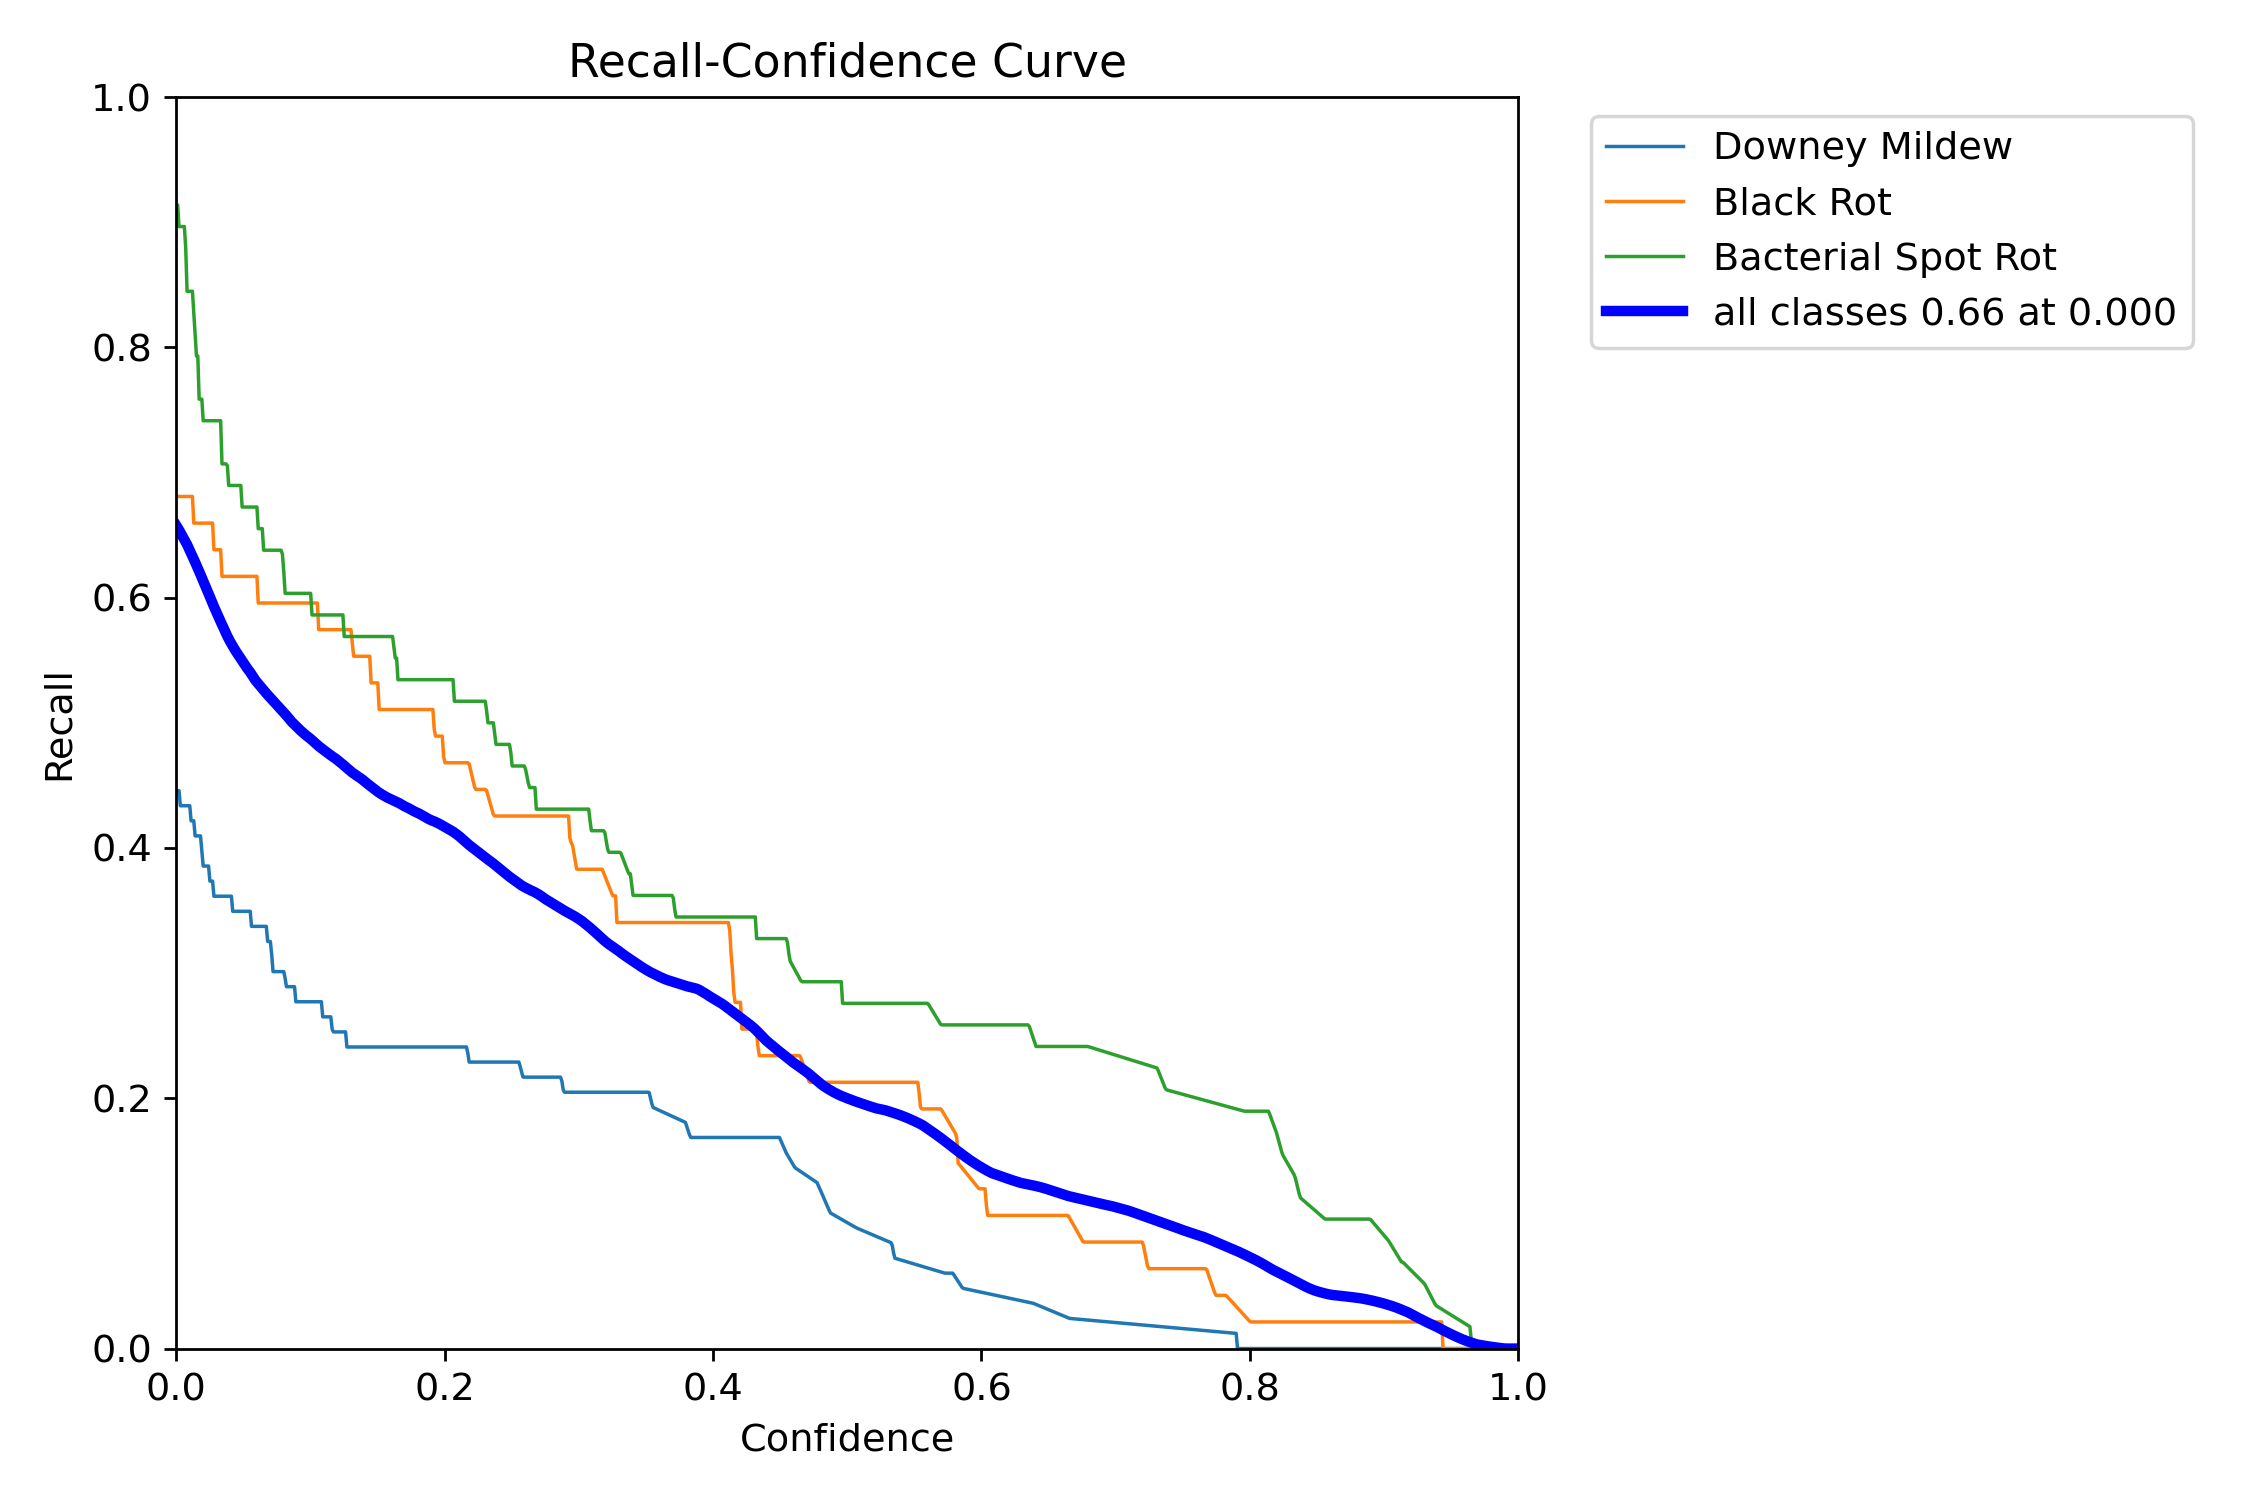 Recall-Confidence Curve
1.0
0.8
0.6
0.4
0.2
0.0
Recall
0.0 0.2 0.4 0.6 0.8 1.0
Confidence
Downey Mildew
Black Rot
Bacterial Spot Rot
all classes 0.66 at 0.000